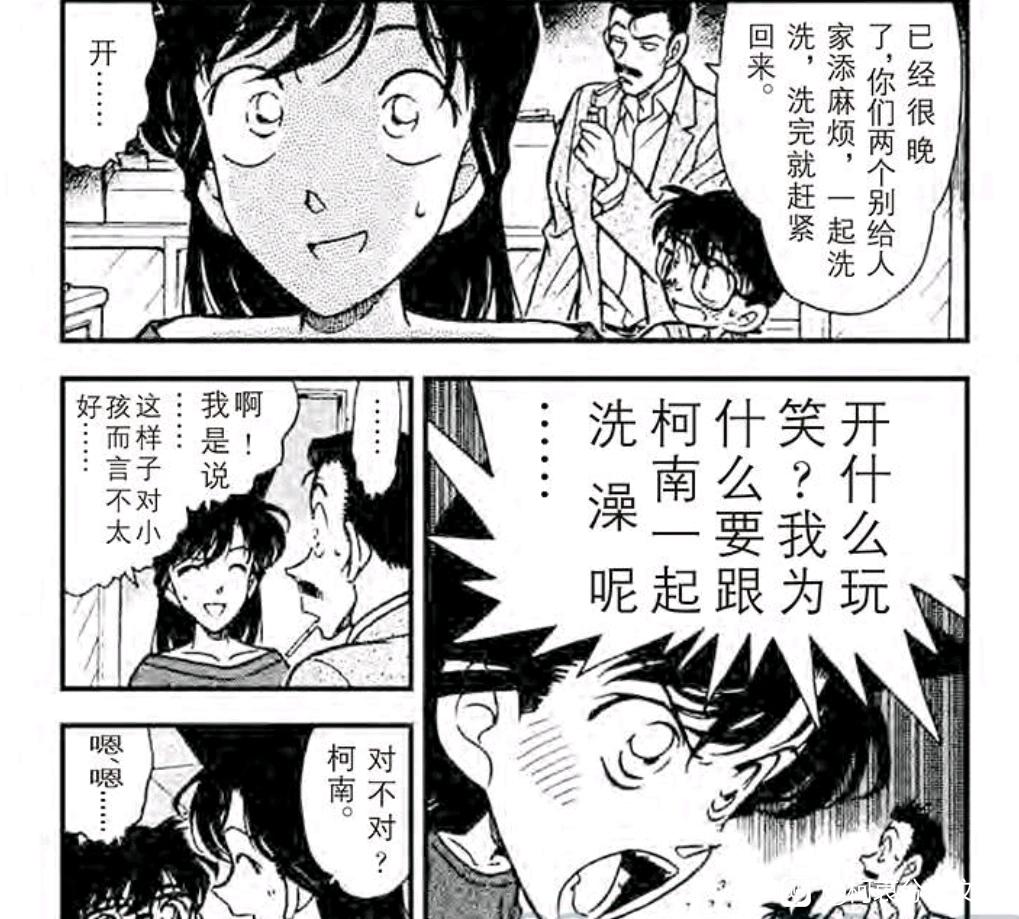 已经很晚
了,你们两个别给人
家添麻烦，一起洗
洗，洗完就赶紧
回来。
开……
开什么玩
笑?我为
什么要跟
柯南一起
洗澡呢
……
……
啊!
我是说
……
这样子对小
孩而言不太
好……
对不对?
柯南。
嗯、嗯……